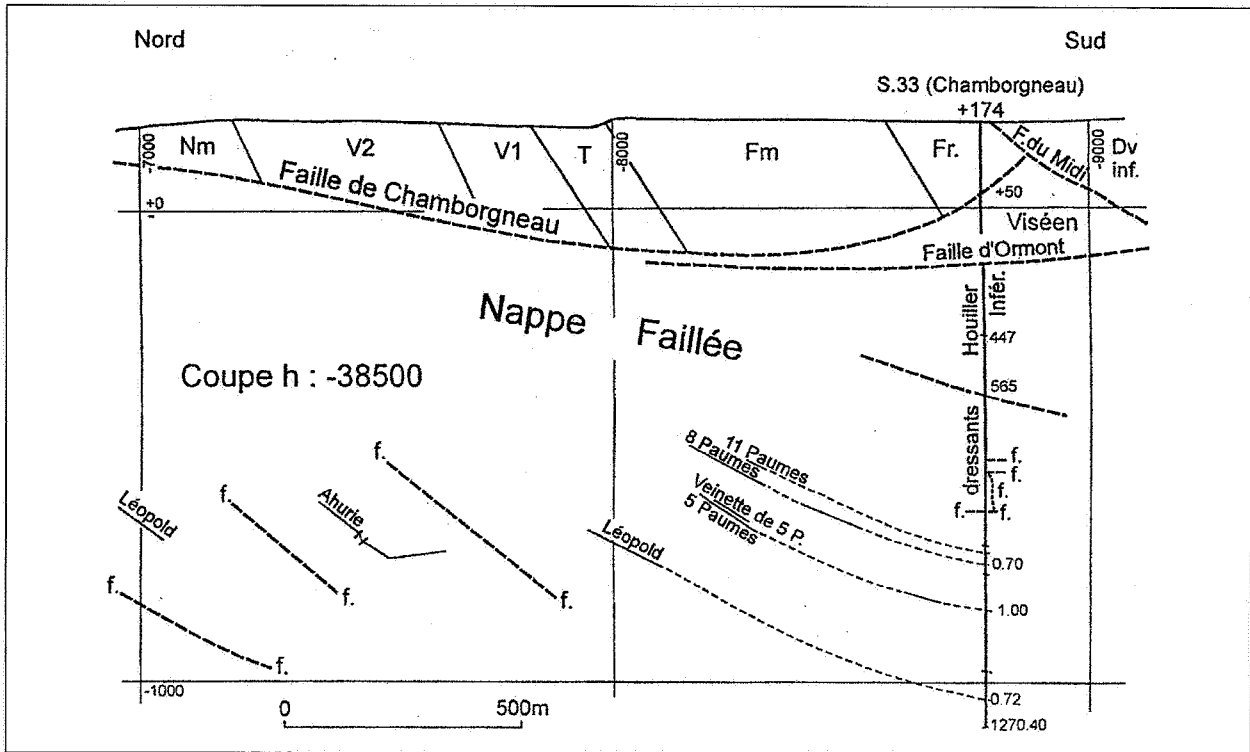 Nord
Sud
S.33 (Chamborgneau)
+174
-7000
Nm
V2
V1
T
-8000
Fm
Fr.
F.du Midi
-9000
Dv
inf.
Faille de Chamborgneau
+0
+50
Viséen
Faille d'Ormont
Houiller
Infér.
Nappe Faillée
447
Coupe h : -38500
565
dressants
11 Paumes
8 Paumes
f.
f.
f.
f.
f.
f.
f.
Léopold
Ahurie
Veinette de 5 P.
5 Paumes
Léopold
0.70
f.
f.
f.
1.00
f.
-1000
0.72
0
500m
1270.40